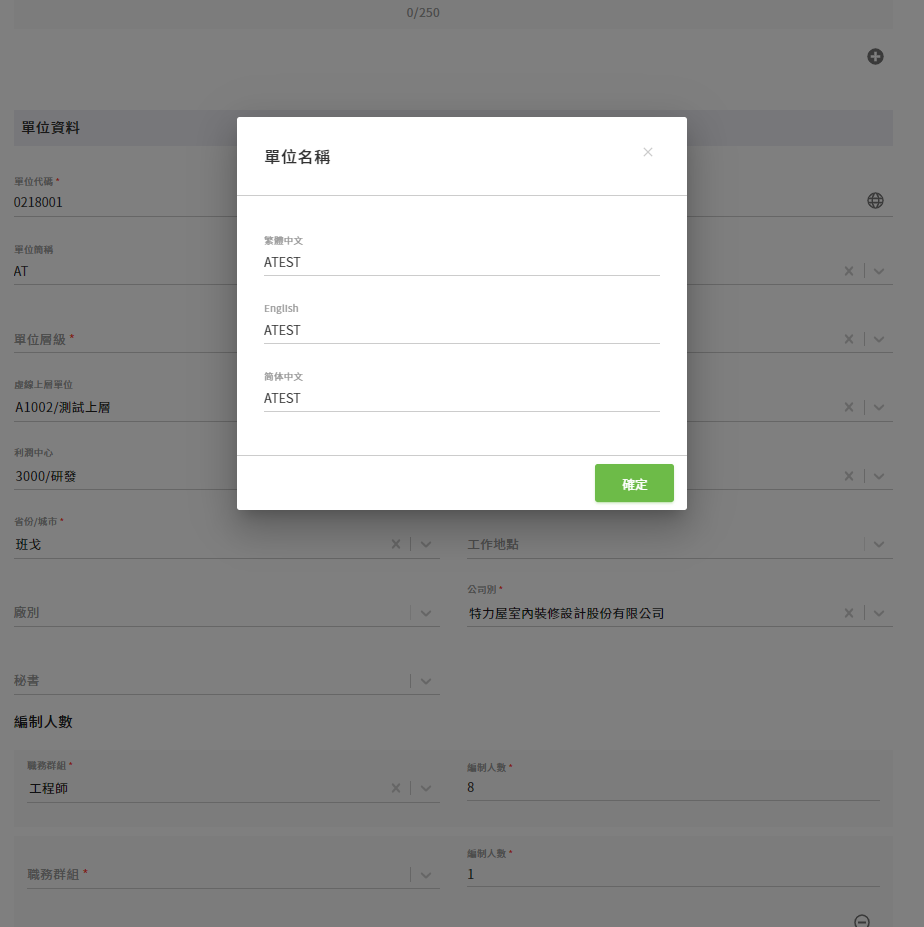 0/250
單位資料
單位名稱
單位代碼 *
0218001
繁體中文
ATEST
單位簡稱
AT
English
ATEST
單位層級 *
简体中文
ATEST
虛線上層單位
A1002/測試上層
利潤中心
3000/研發
確定
省份/城市 *
班戈
工作地點
廠別
公司別 *
特力屋室內裝修設計股份有限公司
秘書
編制人數
職務群組 *
工程師
編制人數 *
8
職務群組 *
編制人數 *
1